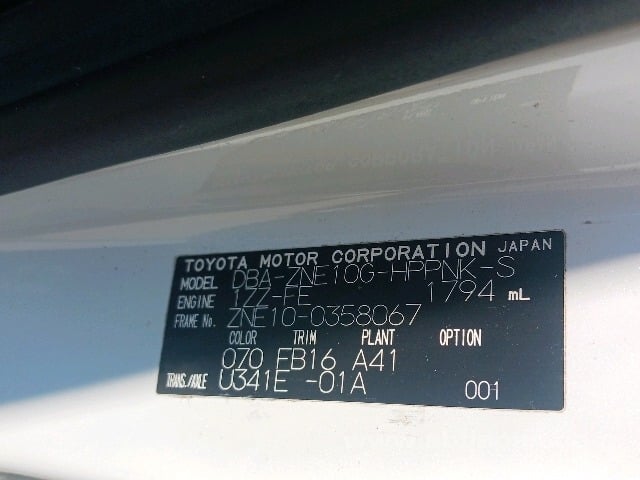 TOYOTA MOTOR CORPORATION JAPAN
MODEL DBA-ZNE10G-HPPNK-S
ENGINE 1ZZ-FE 1794 mL
FRAME No. ZNE10-0358067
COLOR TRIM PLANT OPTION
070 FB16 A41
TRANS./AXLE U341E -01A 001